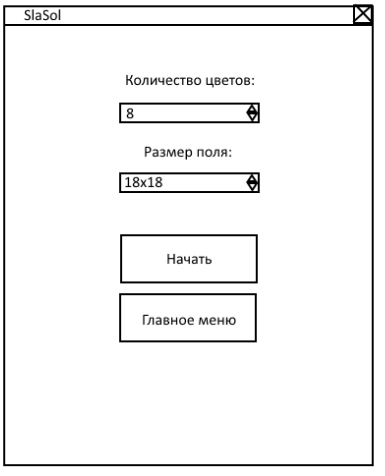 SlaSol
Количество цветов:
8
Размер поля:
18x18
Начать
Главное меню